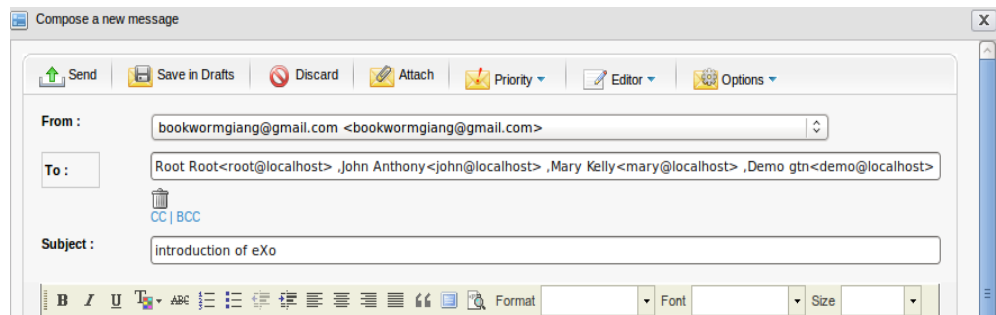 Compose a new message X
Send Save in Drafts Discard Attach Priority Editor Options
From : bookwormgiang@gmail.com <bookwormgiang@gmail.com>
To : Root Root<root@localhost> ,John Anthony<john@localhost> ,Mary Kelly<mary@localhost> ,Demo gtn<demo@localhost>
CC | BCC
Subject : introduction of eXo
B I U T ABC Format Font Size